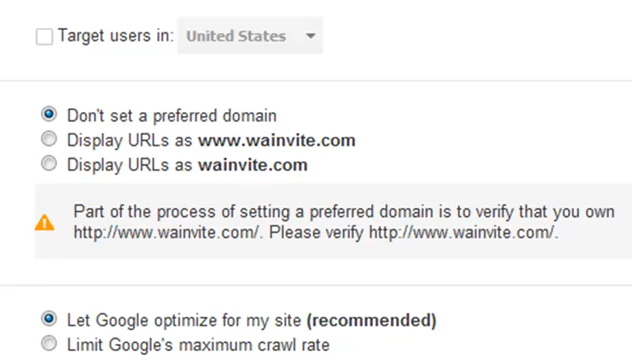 Target users in: United States
Don't set a preferred domain
Display URLs as www.wainvite.com
Display URLs as wainvite.com
Part of the process of setting a preferred domain is to verify that you own
http://www.wainvite.com/. Please verify http://www.wainvite.com/.
Let Google optimize for my site (recommended)
Limit Google's maximum crawl rate